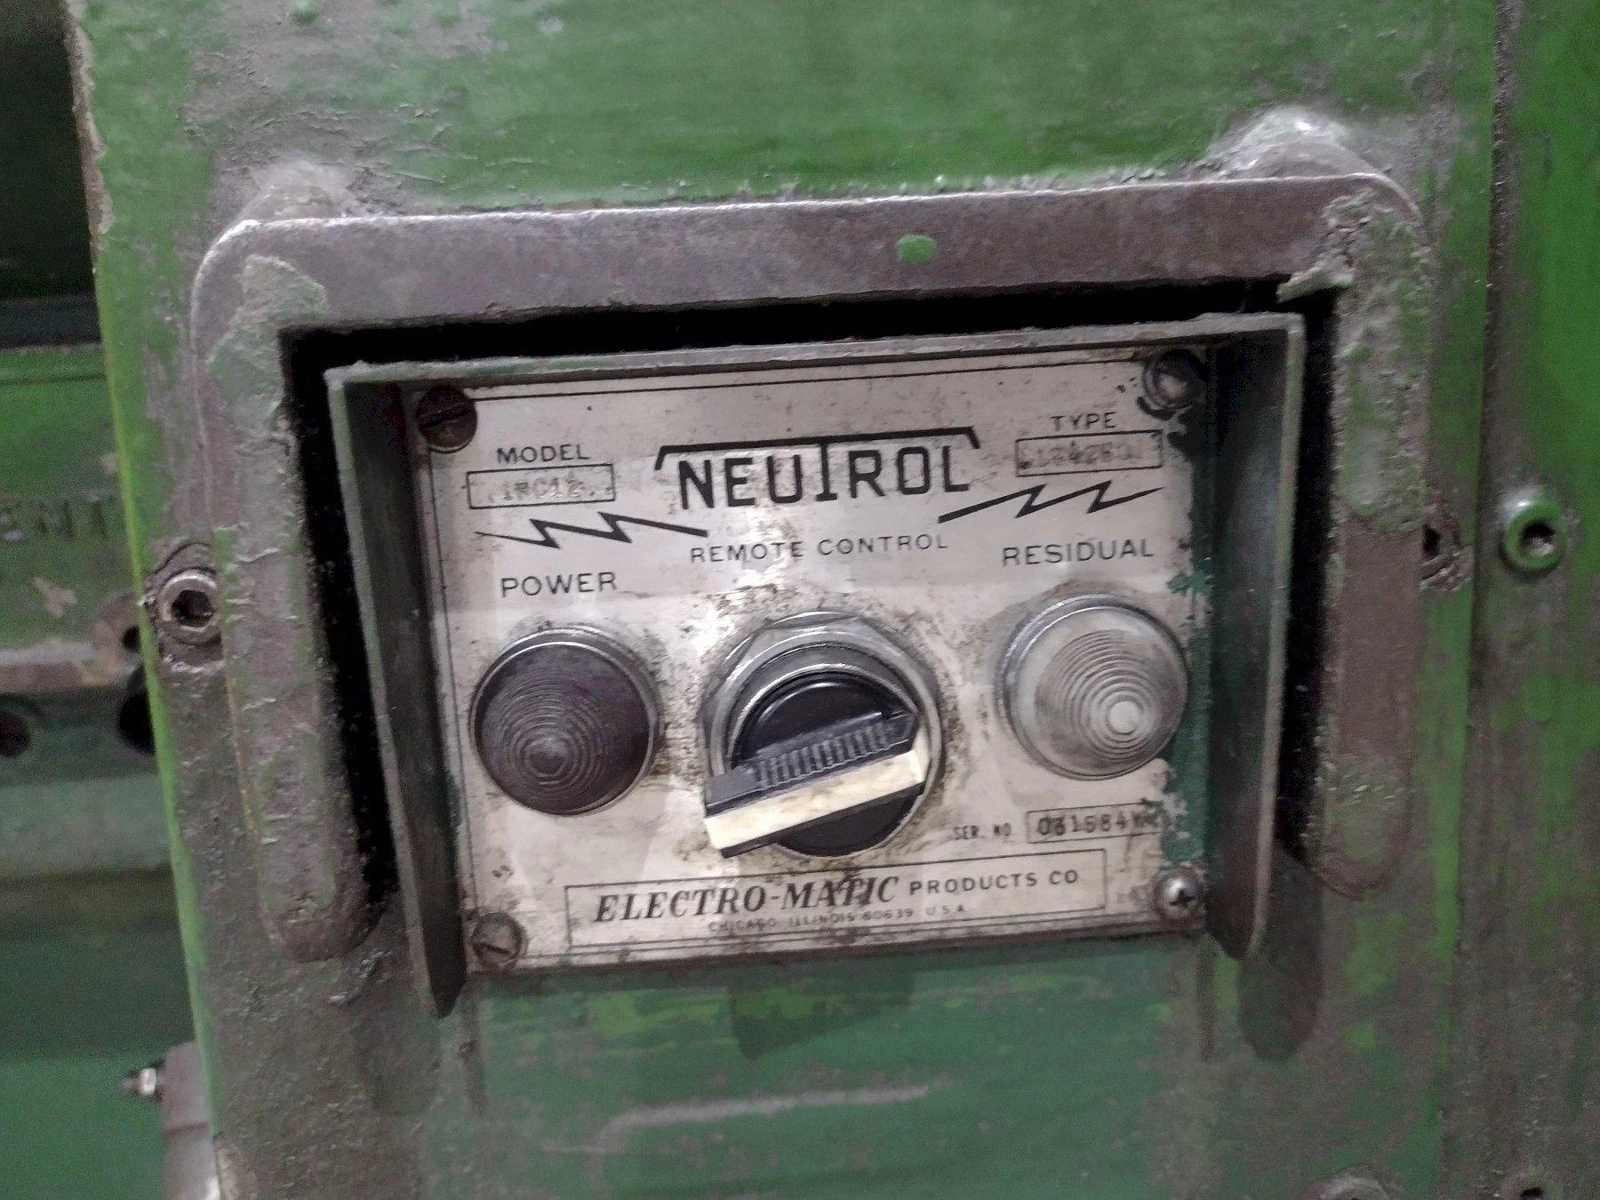 MODEL
TYPE
NEUTROL
REMOTE CONTROL
POWER
RESIDUAL
SER. NO.
ELECTRO-MATIC PRODUCTS CO
CHICAGO ILLINOIS 60639 U.S.A.